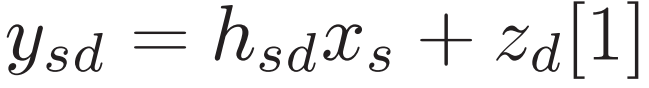 y_{sd} = h_{sd}x_s + z_d[1]